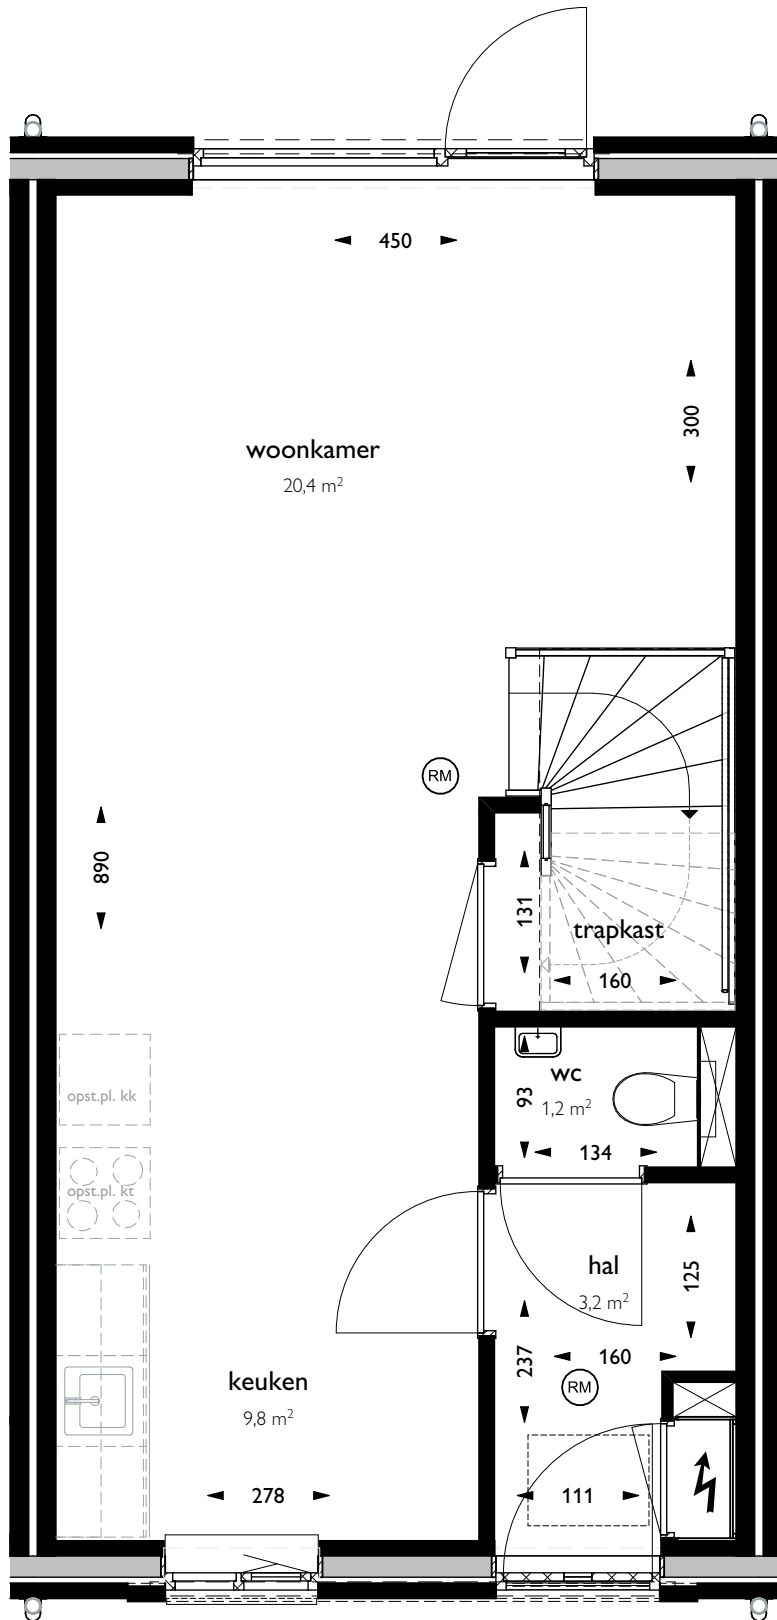 450
300
woonkamer
20,4 m²
RM
890
131
trapkast
160
opst.pl. kk
93
wc
1,2 m²
134
opst.pl. kt
hal
3,2 m²
125
237
160
RM
keuken
9,8 m²
278
111